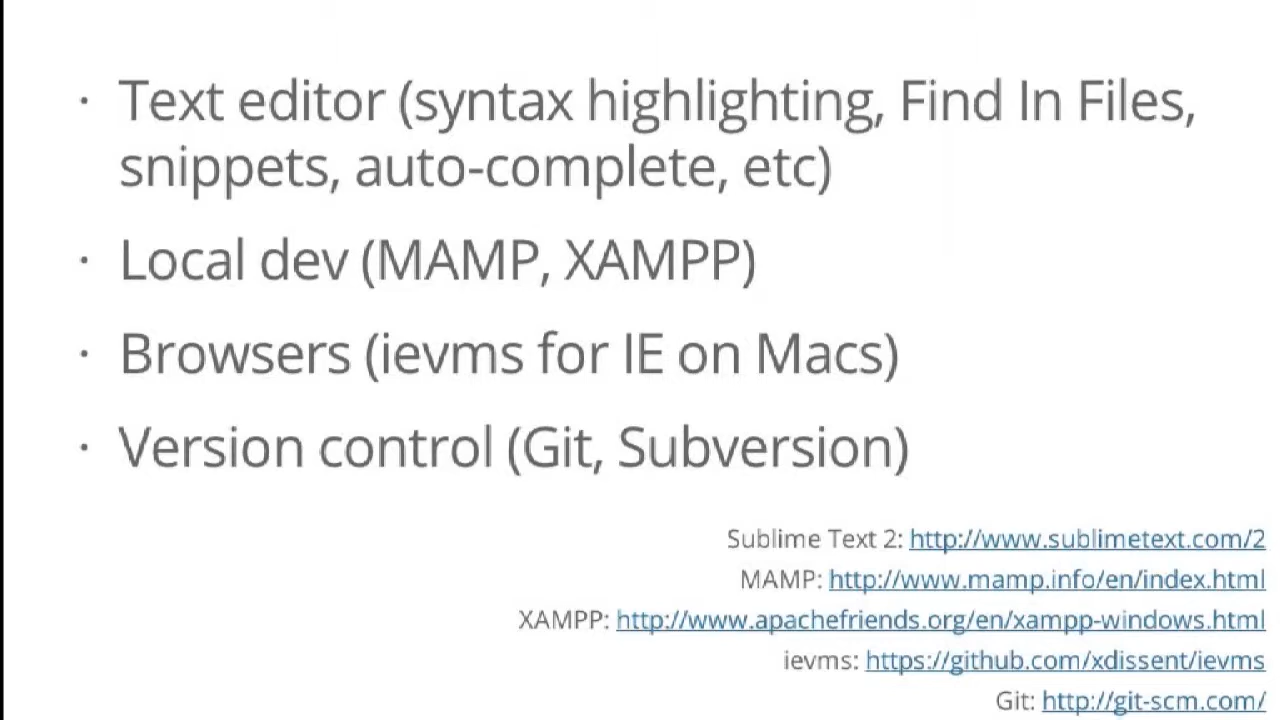 · Text editor (syntax highlighting, Find In Files,
snippets, auto-complete, etc)
· Local dev (MAMP, XAMPP)
· Browsers (ievms for IE on Macs)
· Version control (Git, Subversion)
Sublime Text 2: http://www.sublimetext.com/2
MAMP: http://www.mamp.info/en/index.html
XAMPP: http://www.apachefriends.org/en/xampp-windows.html
ievms: https://github.com/xdissent/ievms
Git: http://git-scm.com/